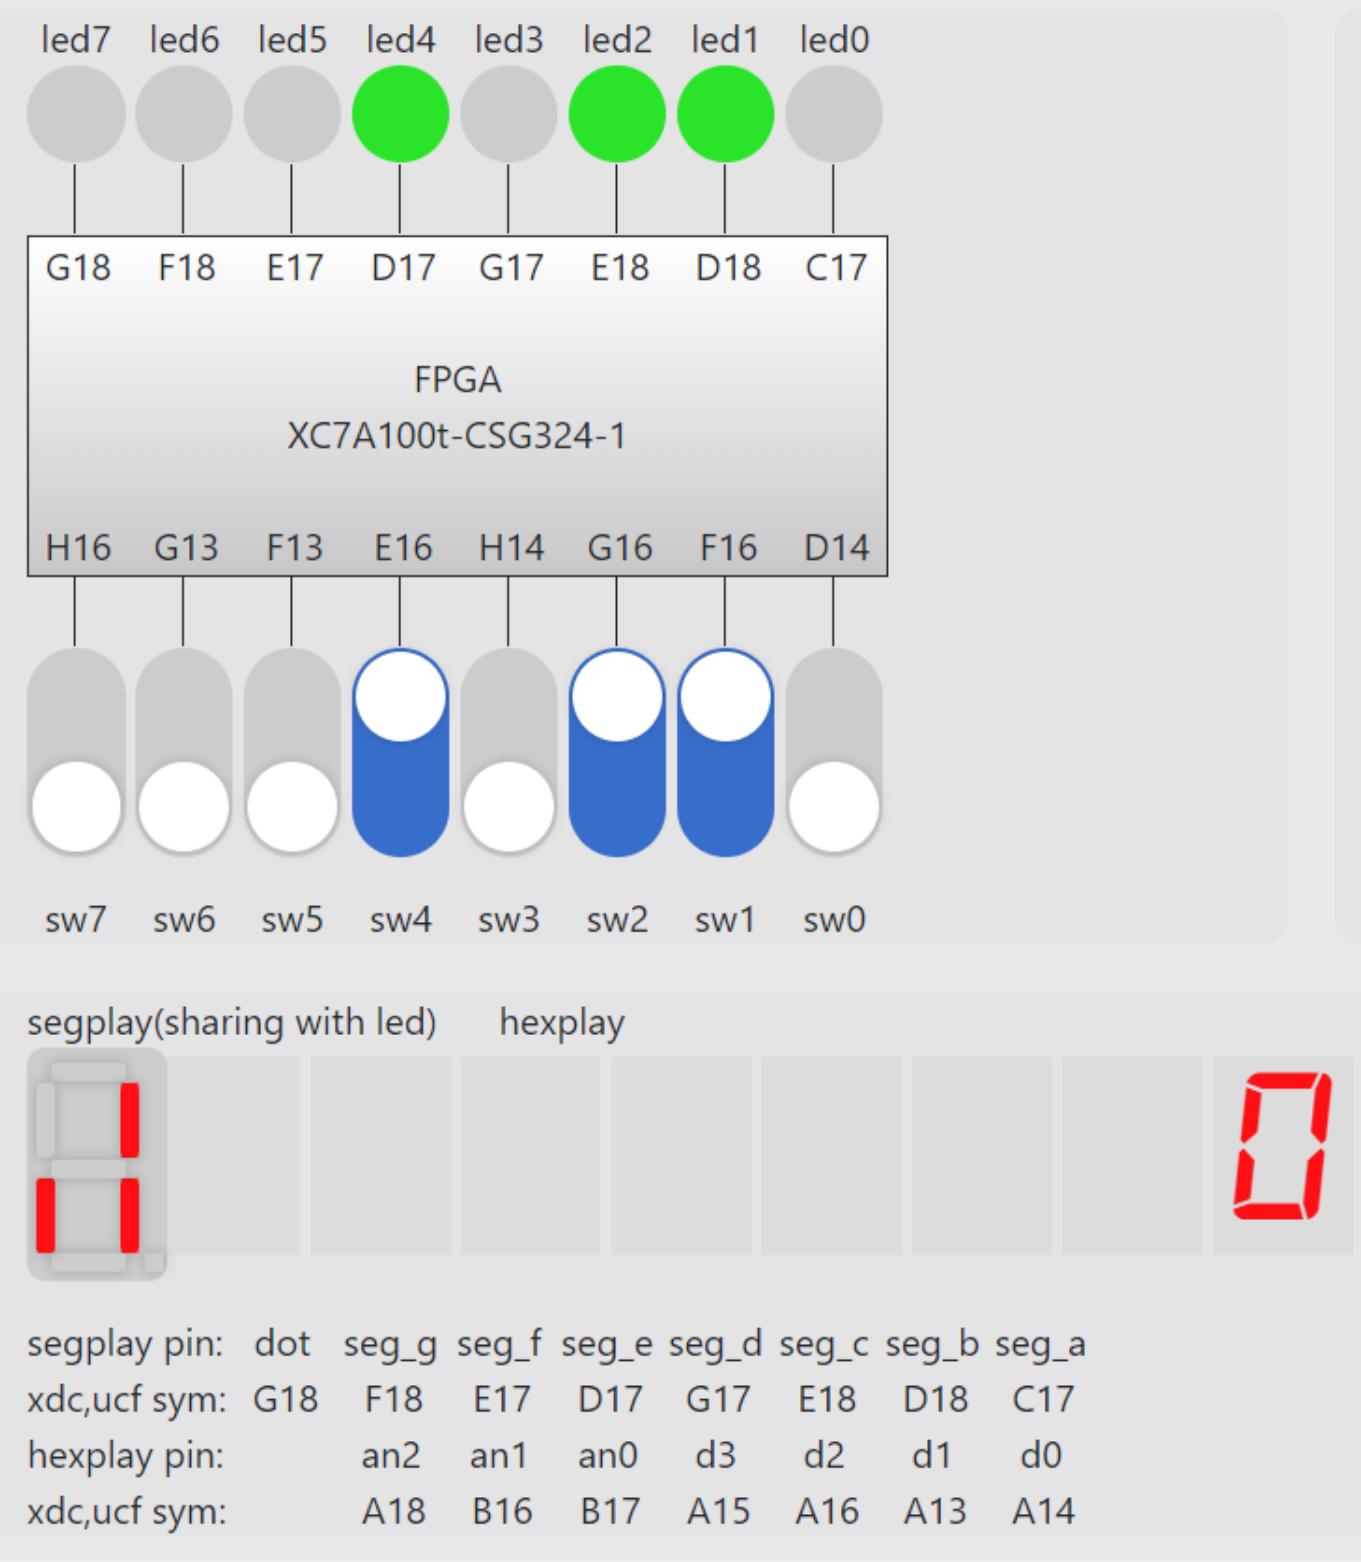 led7 led6 led5 led4 led3 led2 led1 led0
G18 F18 E17 D17 G17 E18 D18 C17
FPGA
XC7A100t-CSG324-1
H16 G13 F13 E16 H14 G16 F16 D14
sw7 sw6 sw5 sw4 sw3 sw2 sw1 sw0
segplay(sharing with led) hexplay
0
segplay pin: dot seg_g seg_f seg_e seg_d seg_c seg_b seg_a
xdc,ucf sym: G18 F18 E17 D17 G17 E18 D18 C17
hexplay pin: an2 an1 an0 d3 d2 d1 d0
xdc,ucf sym: A18 B16 B17 A15 A16 A13 A14